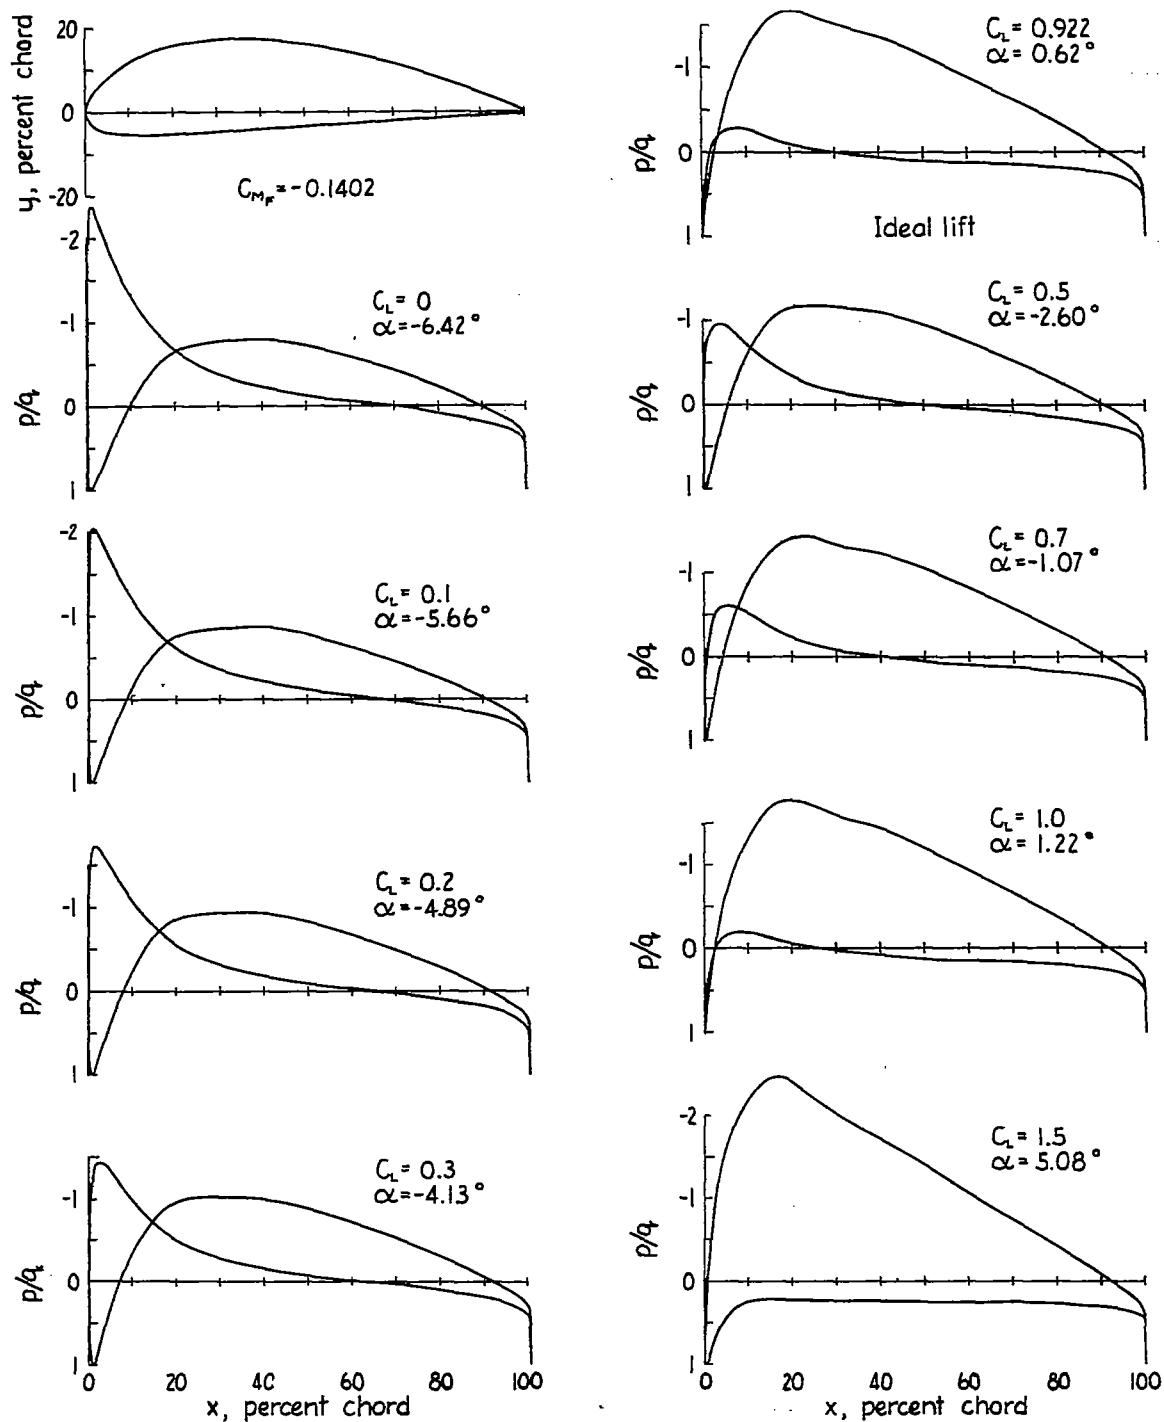 y, percent chord
20
0
-20
C_MF = -0.1402
p/q
-2
-1
0
1
C_L = 0
α = -6.42°
p/q
-2
-1
0
1
C_L = 0.1
α = -5.66°
p/q
-1
0
1
C_L = 0.2
α = -4.89°
p/q
-1
0
1
C_L = 0.3
α = -4.13°
0 20 40 60 80 100
x, percent chord
p/q
-1
0
1
C_L = 0.922
α = 0.62°
Ideal lift
p/q
-1
0
1
C_L = 0.5
α = -2.60°
p/q
-1
0
1
C_L = 0.7
α = -1.07°
p/q
-1
0
1
C_L = 1.0
α = 1.22°
p/q
-2
-1
0
1
C_L = 1.5
α = 5.08°
0 20 40 60 80 100
x, percent chord